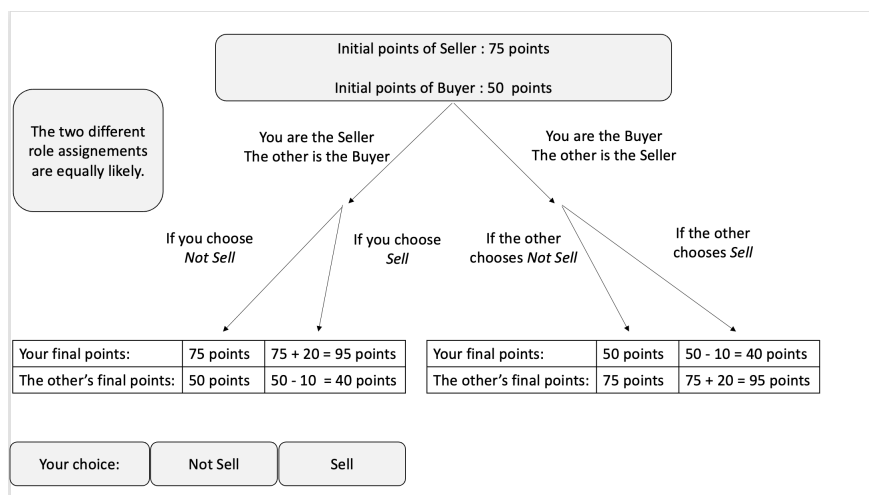 Initial points of Seller : 75 points
Initial points of Buyer : 50 points
The two different
role assignements
are equally likely.
You are the Seller
The other is the Buyer
You are the Buyer
The other is the Seller
If you choose
Not Sell
If you choose
Sell
If the other
chooses Not Sell
If the other
chooses Sell
Your final points: 75 points 75 + 20 = 95 points
The other’s final points: 50 points 50 - 10 = 40 points
Your final points: 50 points 50 - 10 = 40 points
The other’s final points: 75 points 75 + 20 = 95 points
Your choice: Not Sell Sell